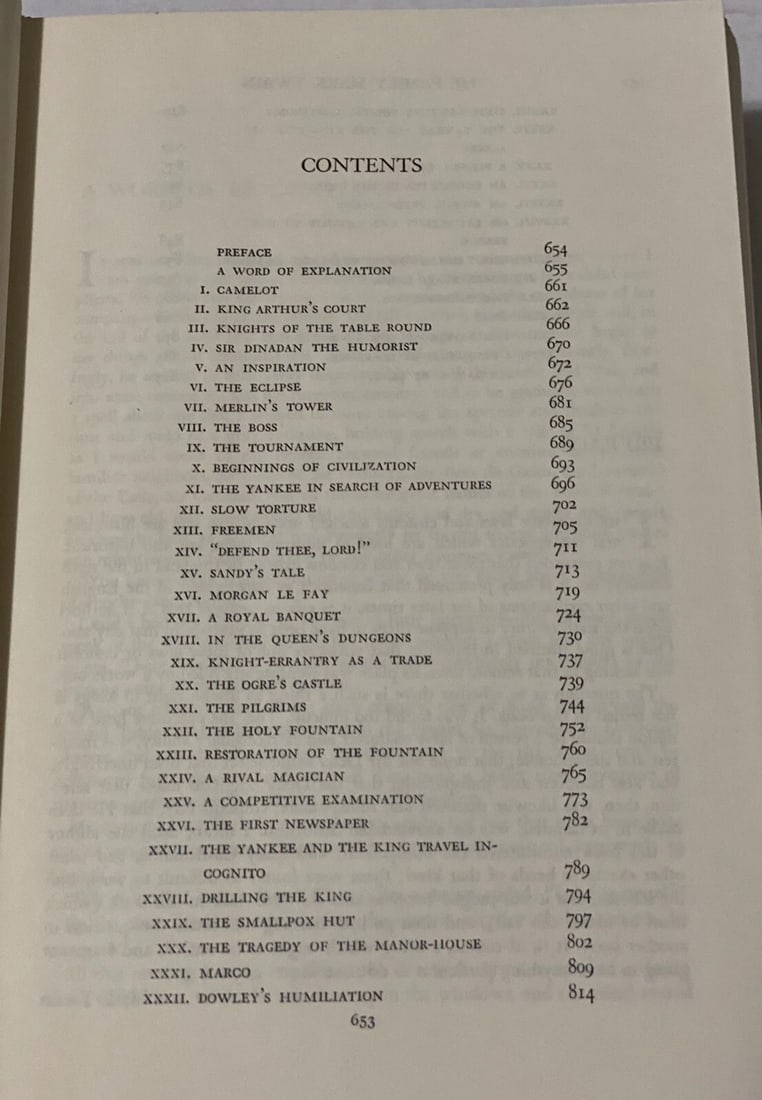 CONTENTS
PREFACE 654
A WORD OF EXPLANATION 655
I. CAMELOT 661
II. KING ARTHUR'S COURT 662
III. KNIGHTS OF THE TABLE ROUND 666
IV. SIR DINADAN THE HUMORIST 670
V. AN INSPIRATION 672
VI. THE ECLIPSE 676
VII. MERLIN'S TOWER 681
VIII. THE BOSS 685
IX. THE TOURNAMENT 689
X. BEGINNINGS OF CIVILIZATION 693
XI. THE YANKEE IN SEARCH OF ADVENTURES 696
XII. SLOW TORTURE 702
XIII. FREEMEN 705
XIV. "DEFEND THEE, LORD!" 711
XV. SANDY'S TALE 713
XVI. MORGAN LE FAY 719
XVII. A ROYAL BANQUET 724
XVIII. IN THE QUEEN'S DUNGEONS 730
XIX. KNIGHT-ERRANTRY AS A TRADE 737
XX. THE OGRE'S CASTLE 739
XXI. THE PILGRIMS 744
XXII. THE HOLY FOUNTAIN 752
XXIII. RESTORATION OF THE FOUNTAIN 760
XXIV. A RIVAL MAGICIAN 765
XXV. A COMPETITIVE EXAMINATION 773
XXVI. THE FIRST NEWSPAPER 782
XXVII. THE YANKEE AND THE KING TRAVEL IN-
COGNITO 789
XXVIII. DRILLING THE KING 794
XXIX. THE SMALLPOX HUT 797
XXX. THE TRAGEDY OF THE MANOR-HOUSE 802
XXXI. MARCO 809
XXXII. DOWLEY'S HUMILIATION 814
653